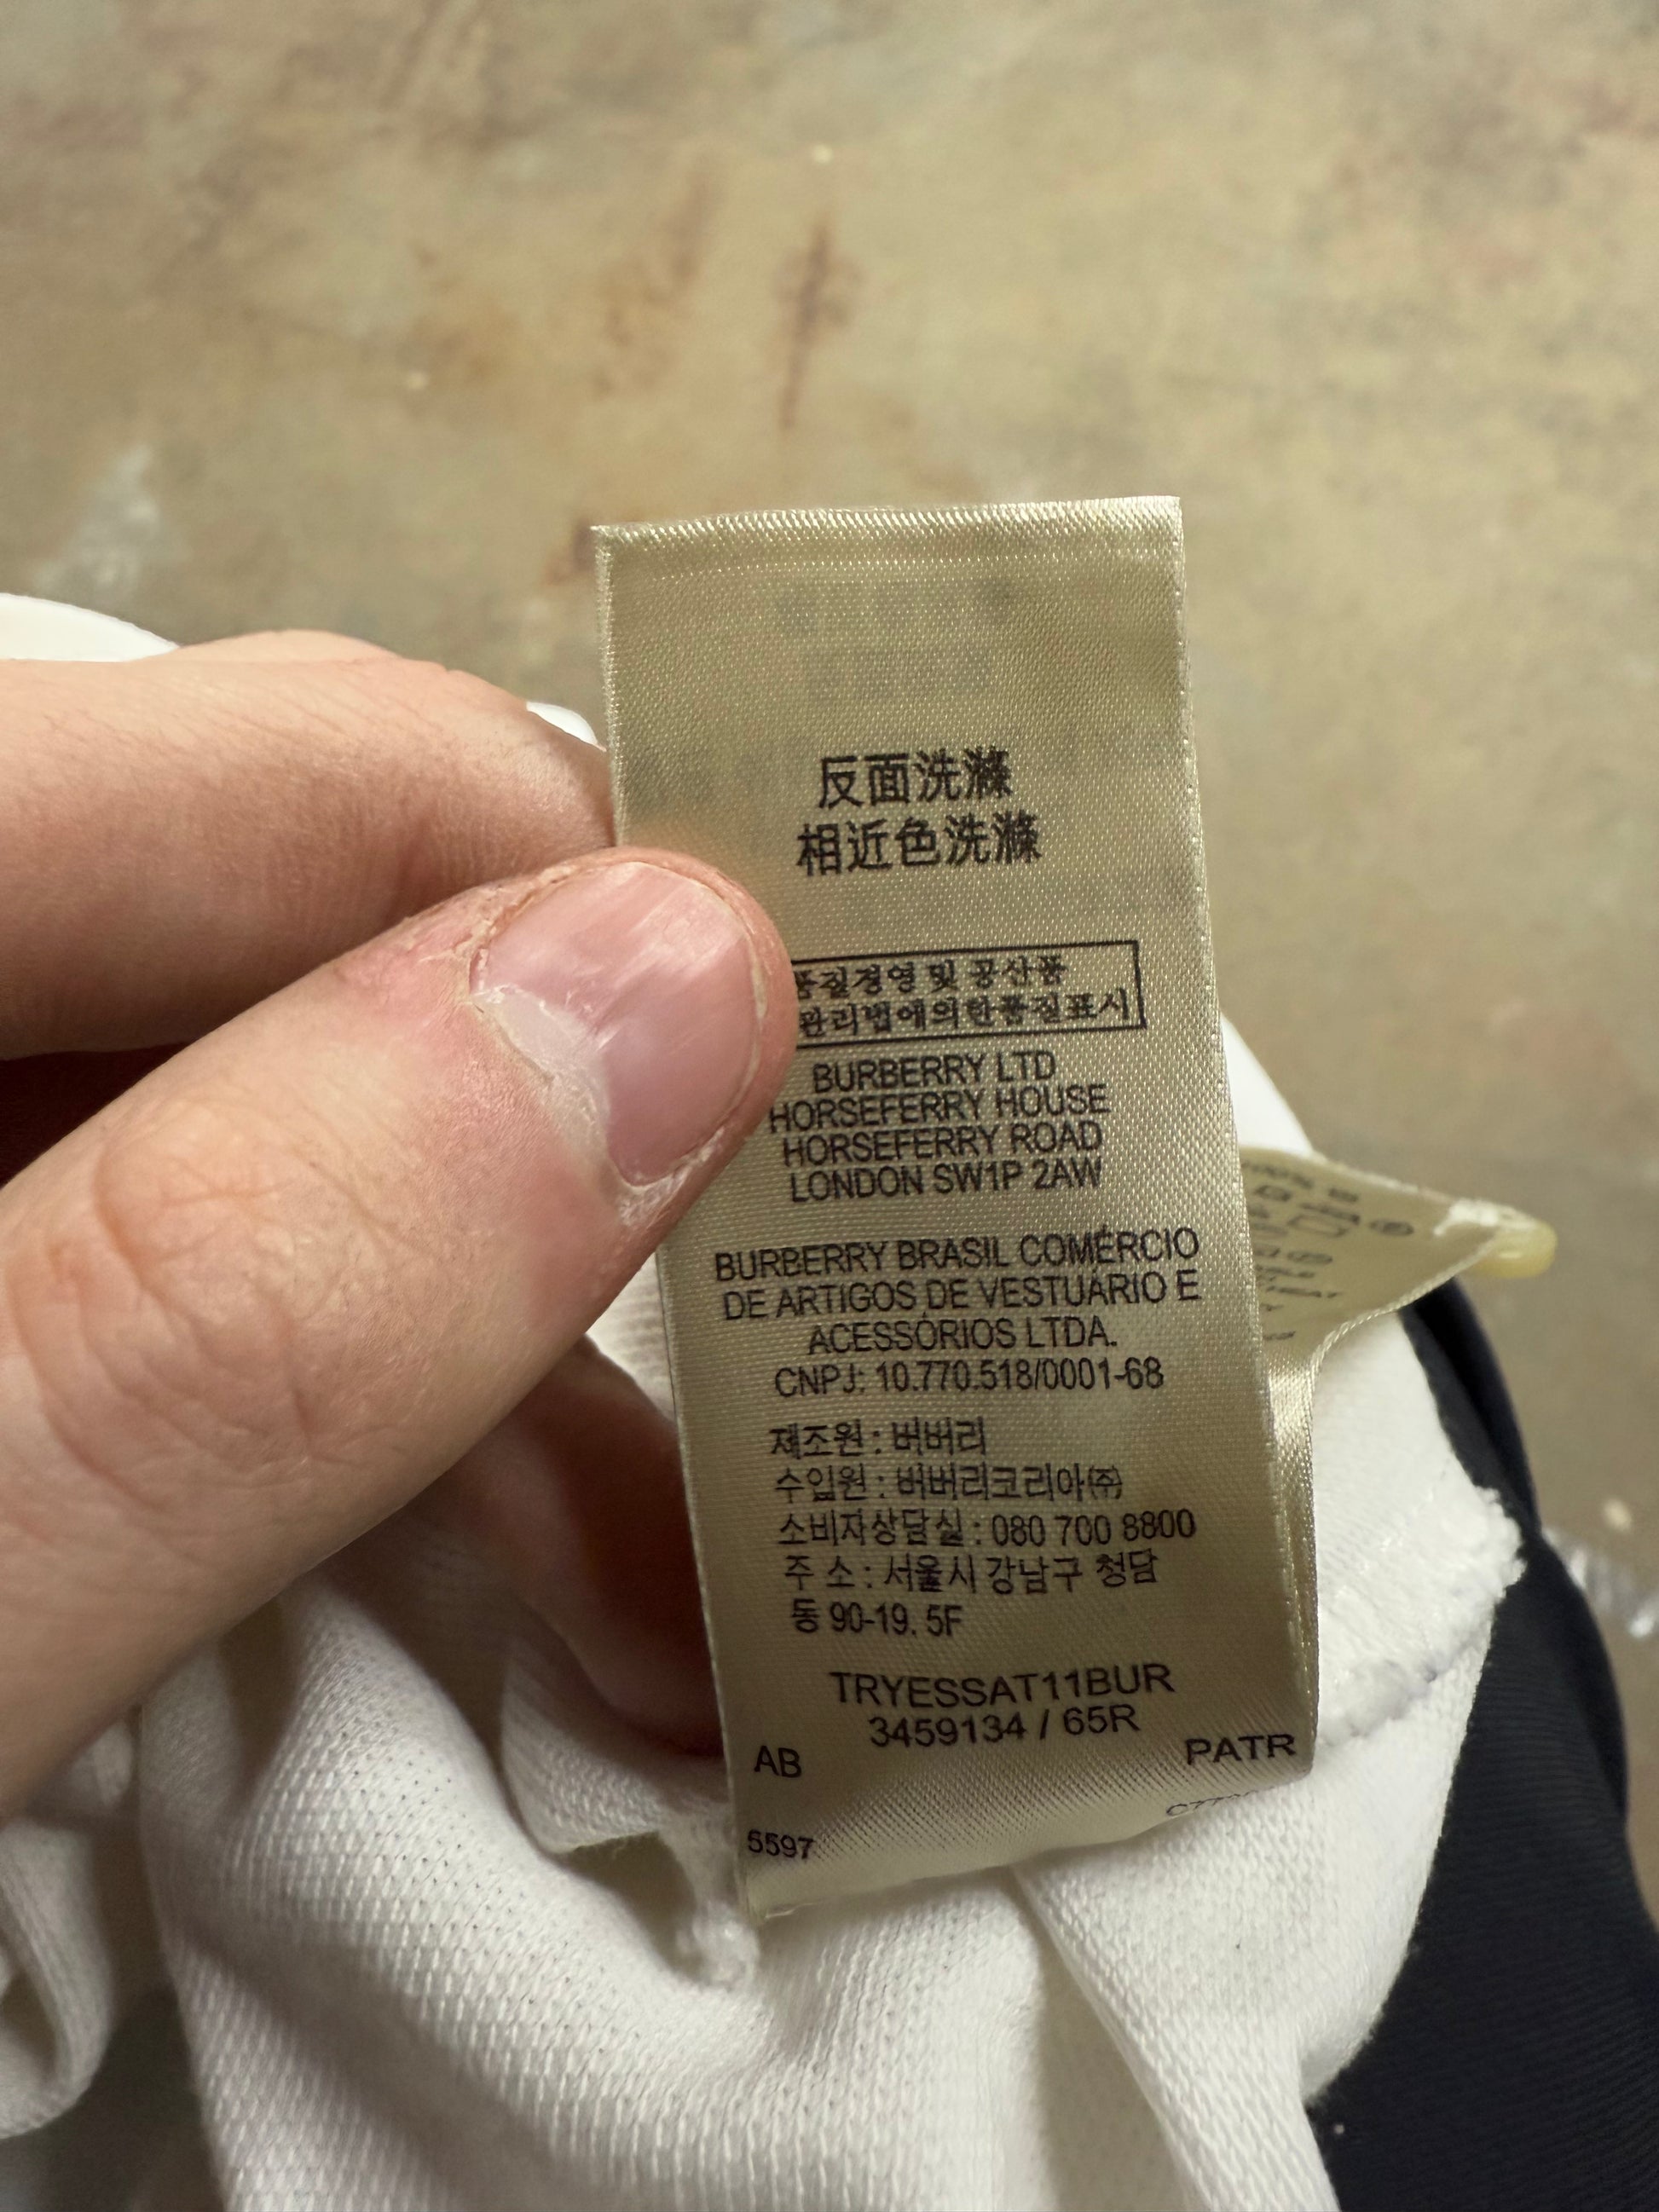 反面洗滌
相近色洗滌
품질경영 및 공산품
관리법에의한품질표시
BURBERRY LTD
HORSEFERRY HOUSE
HORSEFERRY ROAD
LONDON SW1P 2AW
BURBERRY BRASIL COMÉRCIO
DE ARTIGOS DE VESTUÁRIO E
ACESSÓRIOS LTDA.
CNPJ: 10.770.518/0001-68
제조원 : 버버리
수입원 : 버버리코리아㈜
소비자상담실 : 080 700 8800
주 소 : 서울시 강남구 청담
동 90-19. 5F
TRYESSAT11BUR
3459134 / 65R
AB PATR
5597
HEAT